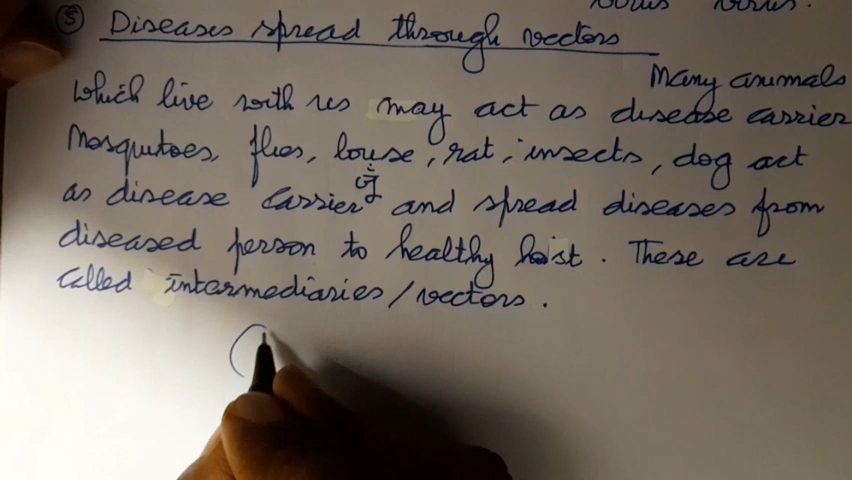 ⑤ Diseases spread through vectors
Many animals
which live with us may act as disease carrier
Mosquitoes, flies, louse, rat, insects, dog act
as disease carrier and spread diseases from
diseased person to healthy host. These are
called intermediaries/vectors.